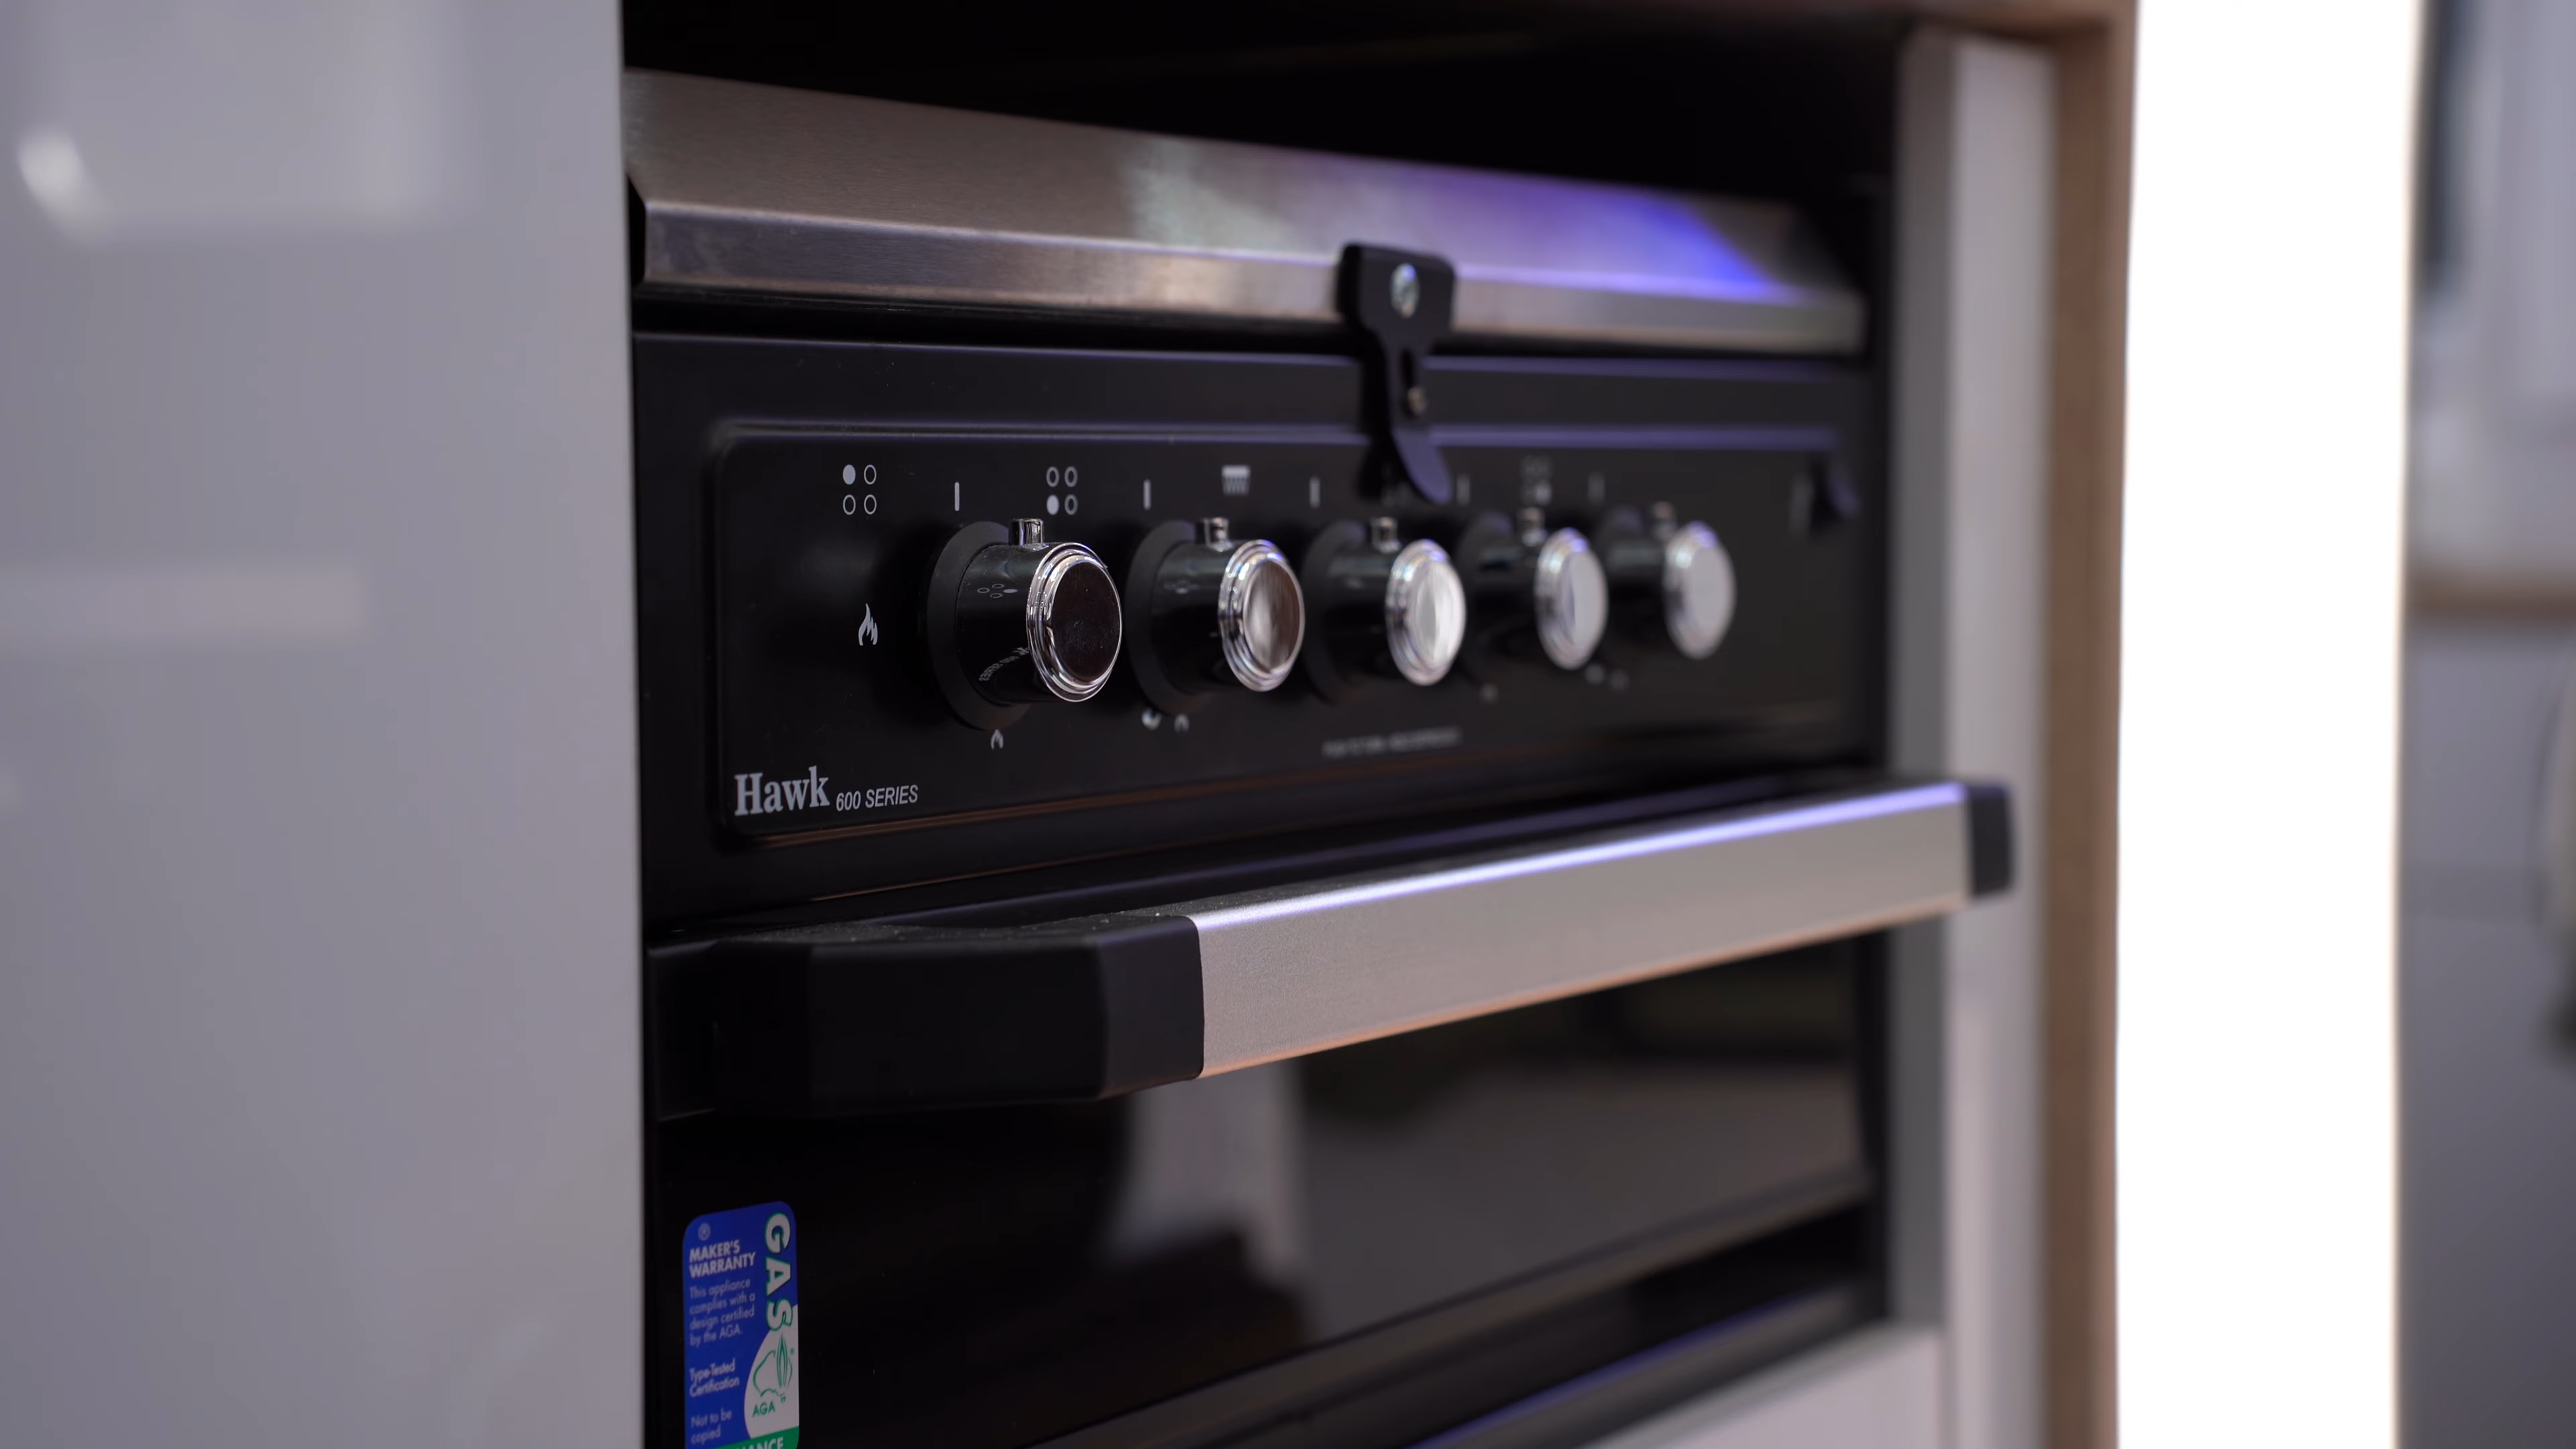 Hawk 600 SERIES
GAS
MAKER'S
WARRANTY
This appliance
complies with a
design certified
by the AGA.
Type-Tested
Certification
AGA
Not to be
copied